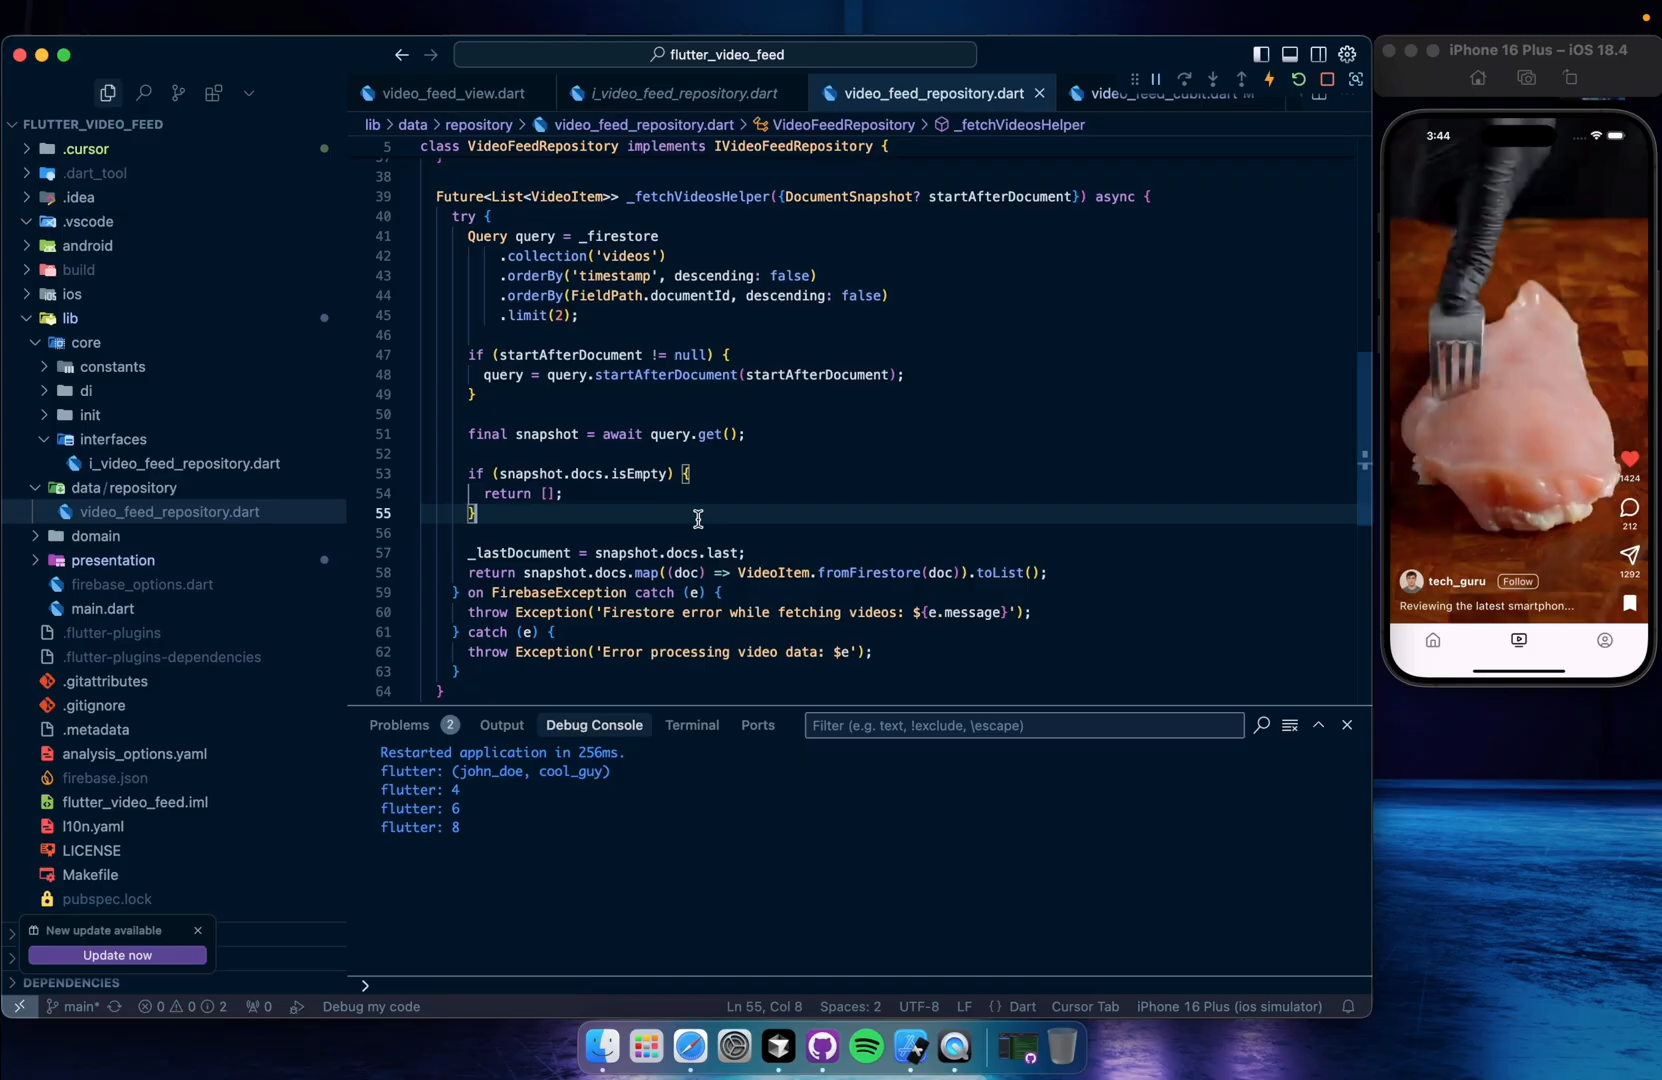 flutter_video_feed
iPhone 16 Plus – iOS 18.4
video_feed_view.dart
i_video_feed_repository.dart
video_feed_repository.dart
video_feed_cubit.dart M
FLUTTER_VIDEO_FEED
.cursor
.dart_tool
.idea
.vscode
android
build
ios
lib
core
constants
di
init
interfaces
i_video_feed_repository.dart
data/repository
video_feed_repository.dart
domain
presentation
firebase_options.dart
main.dart
.flutter-plugins
.flutter-plugins-dependencies
.gitattributes
.gitignore
.metadata
analysis_options.yaml
firebase.json
flutter_video_feed.iml
l10n.yaml
LICENSE
Makefile
pubspec.lock
New update available
Update now
DEPENDENCIES
lib > data > repository > video_feed_repository.dart > VideoFeedRepository > _fetchVideosHelper
5 class VideoFeedRepository implements IVideoFeedRepository {
37 }
38
39 Future<List<VideoItem>> _fetchVideosHelper({DocumentSnapshot? startAfterDocument}) async {
40 try {
41 Query query = _firestore
42 .collection('videos')
43 .orderBy('timestamp', descending: false)
44 .orderBy(FieldPath.documentId, descending: false)
45 .limit(2);
46
47 if (startAfterDocument != null) {
48 query = query.startAfterDocument(startAfterDocument);
49 }
50
51 final snapshot = await query.get();
52
53 if (snapshot.docs.isEmpty) {
54 return [];
55 }
56
57 _lastDocument = snapshot.docs.last;
58 return snapshot.docs.map((doc) => VideoItem.fromFirestore(doc)).toList();
59 } on FirebaseException catch (e) {
60 throw Exception('Firestore error while fetching videos: ${e.message}');
61 } catch (e) {
62 throw Exception('Error processing video data: $e');
63 }
64 }
Problems 2 Output Debug Console Terminal Ports Filter (e.g. text, !exclude, \escape)
Restarted application in 256ms.
flutter: (john_doe, cool_guy)
flutter: 4
flutter: 6
flutter: 8
main* 0 0 2 0 Debug my code Ln 55, Col 8 Spaces: 2 UTF-8 LF {} Dart Cursor Tab iPhone 16 Plus (ios simulator)
3:44
1424
212
1292
tech_guru Follow
Reviewing the latest smartphon...